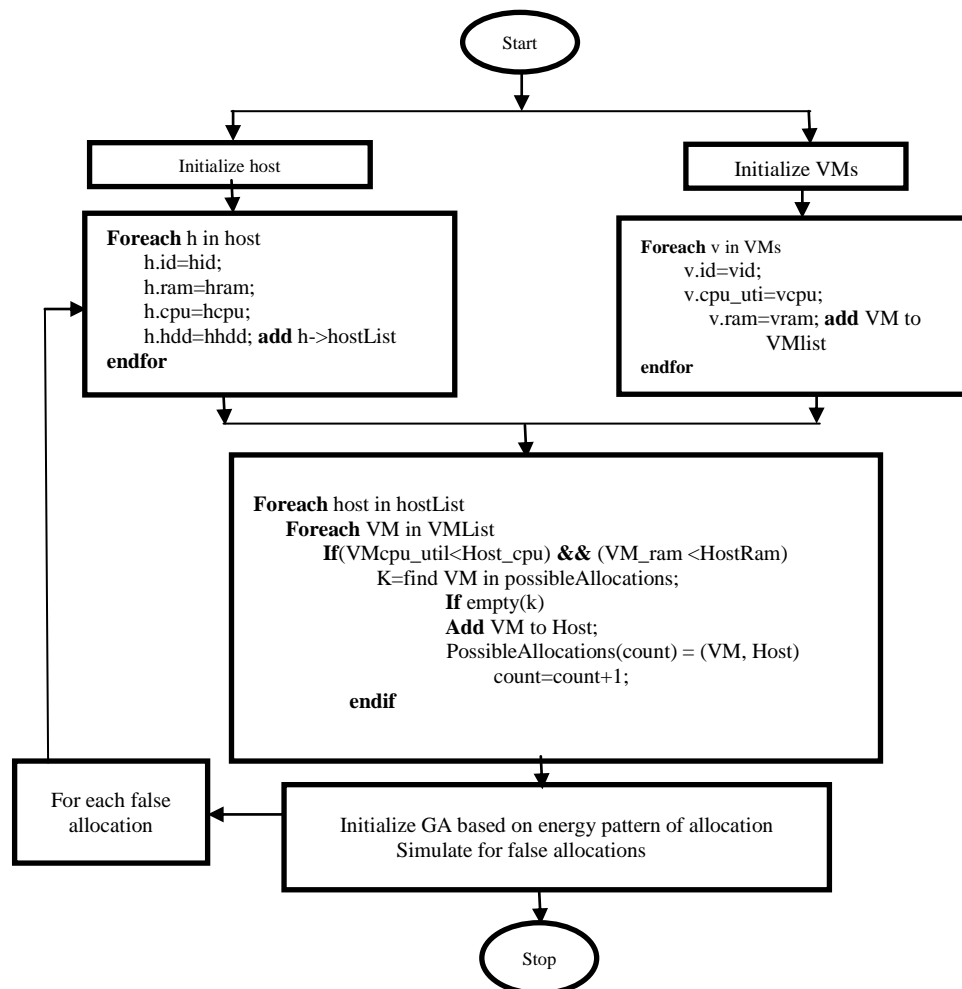 Start
Initialize host
Initialize VMs
Foreach h in host
h.id=hid;
h.ram=hram;
h.cpu=hcpu;
h.hdd=hhdd; add h->hostList
endfor
Foreach v in VMs
v.id=vid;
v.cpu_uti=vcpu;
v.ram=vram; add VM to
VMlist
endfor
Foreach host in hostList
Foreach VM in VMList
If(VMcpu_util<Host_cpu) && (VM_ram <HostRam)
K=find VM in possibleAllocations;
If empty(k)
Add VM to Host;
PossibleAllocations(count) = (VM, Host)
count=count+1;
endif
For each false
allocation
Initialize GA based on energy pattern of allocation
Simulate for false allocations
Stop